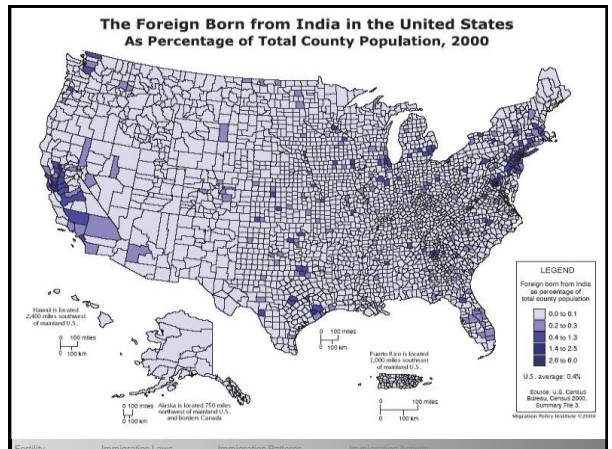 The Foreign Born from India in the United States
As Percentage of Total County Population, 2000
Hawaii is located
2,400 miles southwest
of mainland U.S.
0 100 miles
0 100 km
0 100 miles
0 100 km
Alaska is located 750 miles
northwest of mainland U.S.
and borders Canada
0 100 miles
0 100 km
Puerto Rico is located
1,000 miles southeast
of mainland U.S.
0 100 miles
0 100 km
LEGEND
Foreign born from India
as percentage of
total county population
0.0 to 0.1
0.2 to 0.3
0.4 to 1.3
1.4 to 2.5
2.6 to 6.0
U.S. average: 0.4%
Source: U.S. Census
Bureau, Census 2000,
Summary File 3.
Migration Policy Institute ©2004
Fertility Immigration Laws Immigration Patterns Immigration Activity